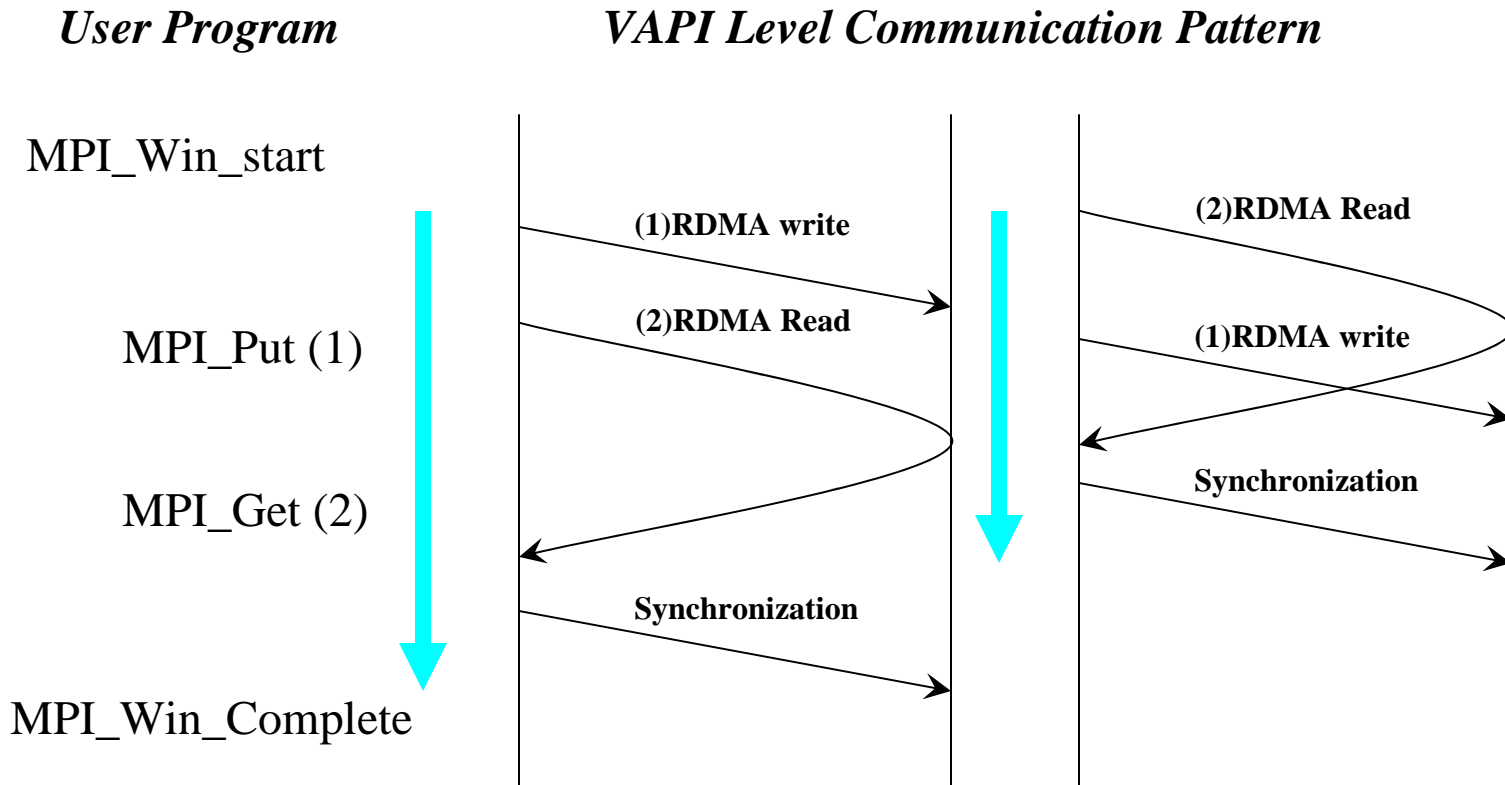 User Program
VAPI Level Communication Pattern
MPI_Win_start
MPI_Put (1)
MPI_Get (2)
MPI_Win_Complete
(1)RDMA write
(2)RDMA Read
Synchronization
(2)RDMA Read
(1)RDMA write
Synchronization